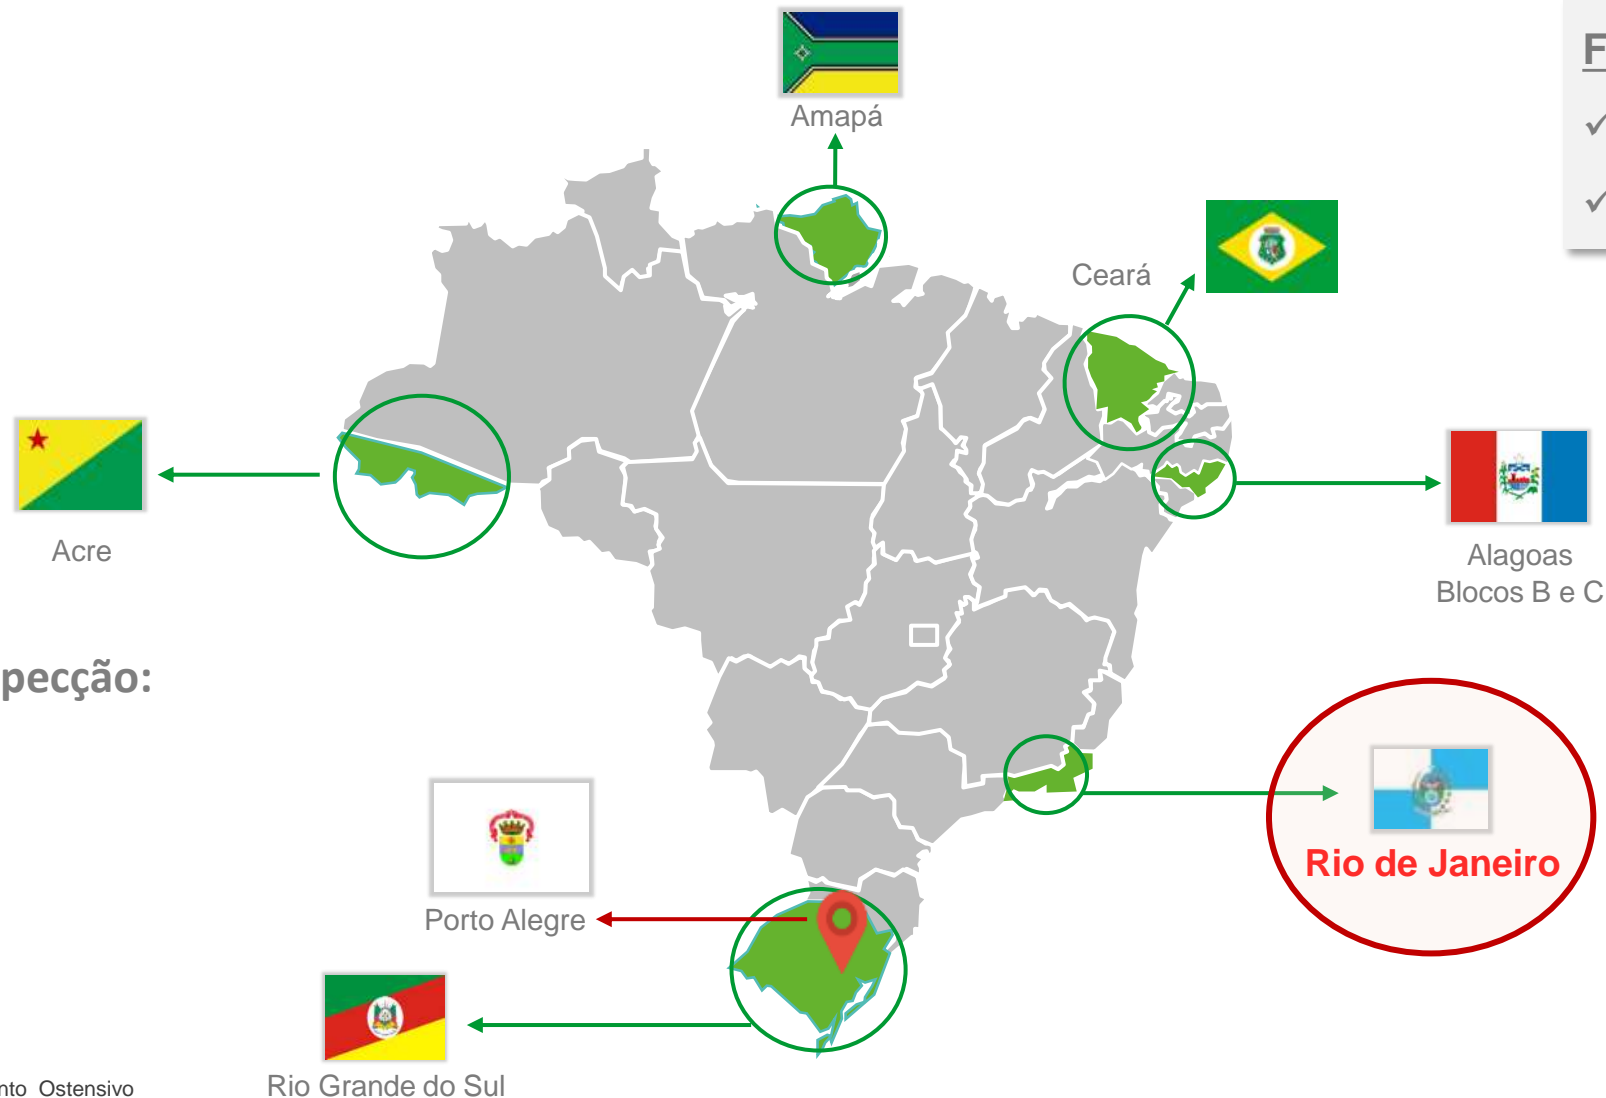 Amapá
F
✓
✓
Ceará
Acre
Alagoas
Blocos B e C
pecção:
Rio de Janeiro
Porto Alegre
Rio Grande do Sul
nto Ostensivo